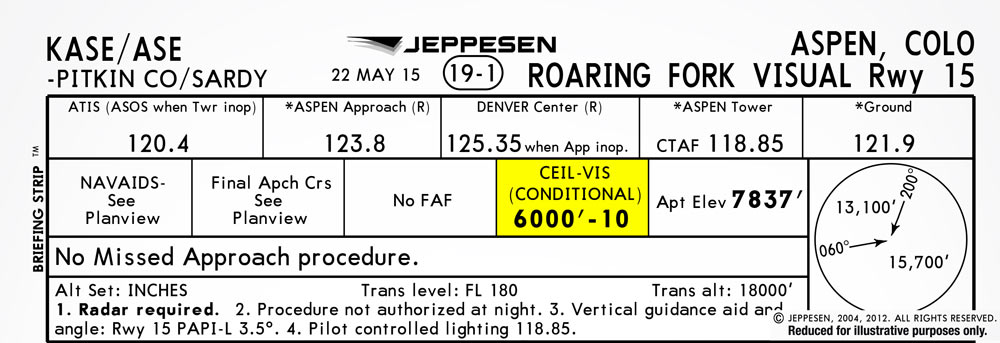 KASE/ASE
-PITKIN CO/SARDY
JEPPESEN
22 MAY 15
19-1
ASPEN, COLO
ROARING FORK VISUAL Rwy 15
BRIEFING STRIP TM
ATIS (ASOS when Twr inop)
120.4
*ASPEN Approach (R)
123.8
DENVER Center (R)
125.35 when App inop.
*ASPEN Tower
CTAF 118.85
*Ground
121.9
NAVAIDS-
See
Planview
Final Apch Crs
See
Planview
No FAF
CEIL-VIS
(CONDITIONAL)
6000'-10
Apt Elev 7837'
200°
13,100'
060°
15,700'
No Missed Approach procedure.
Alt Set: INCHES Trans level: FL 180 Trans alt: 18000'
1. Radar required. 2. Procedure not authorized at night. 3. Vertical guidance aid and
angle: Rwy 15 PAPI-L 3.5°. 4. Pilot controlled lighting 118.85.
© JEPPESEN, 2004, 2012. ALL RIGHTS RESERVED.
Reduced for illustrative purposes only.